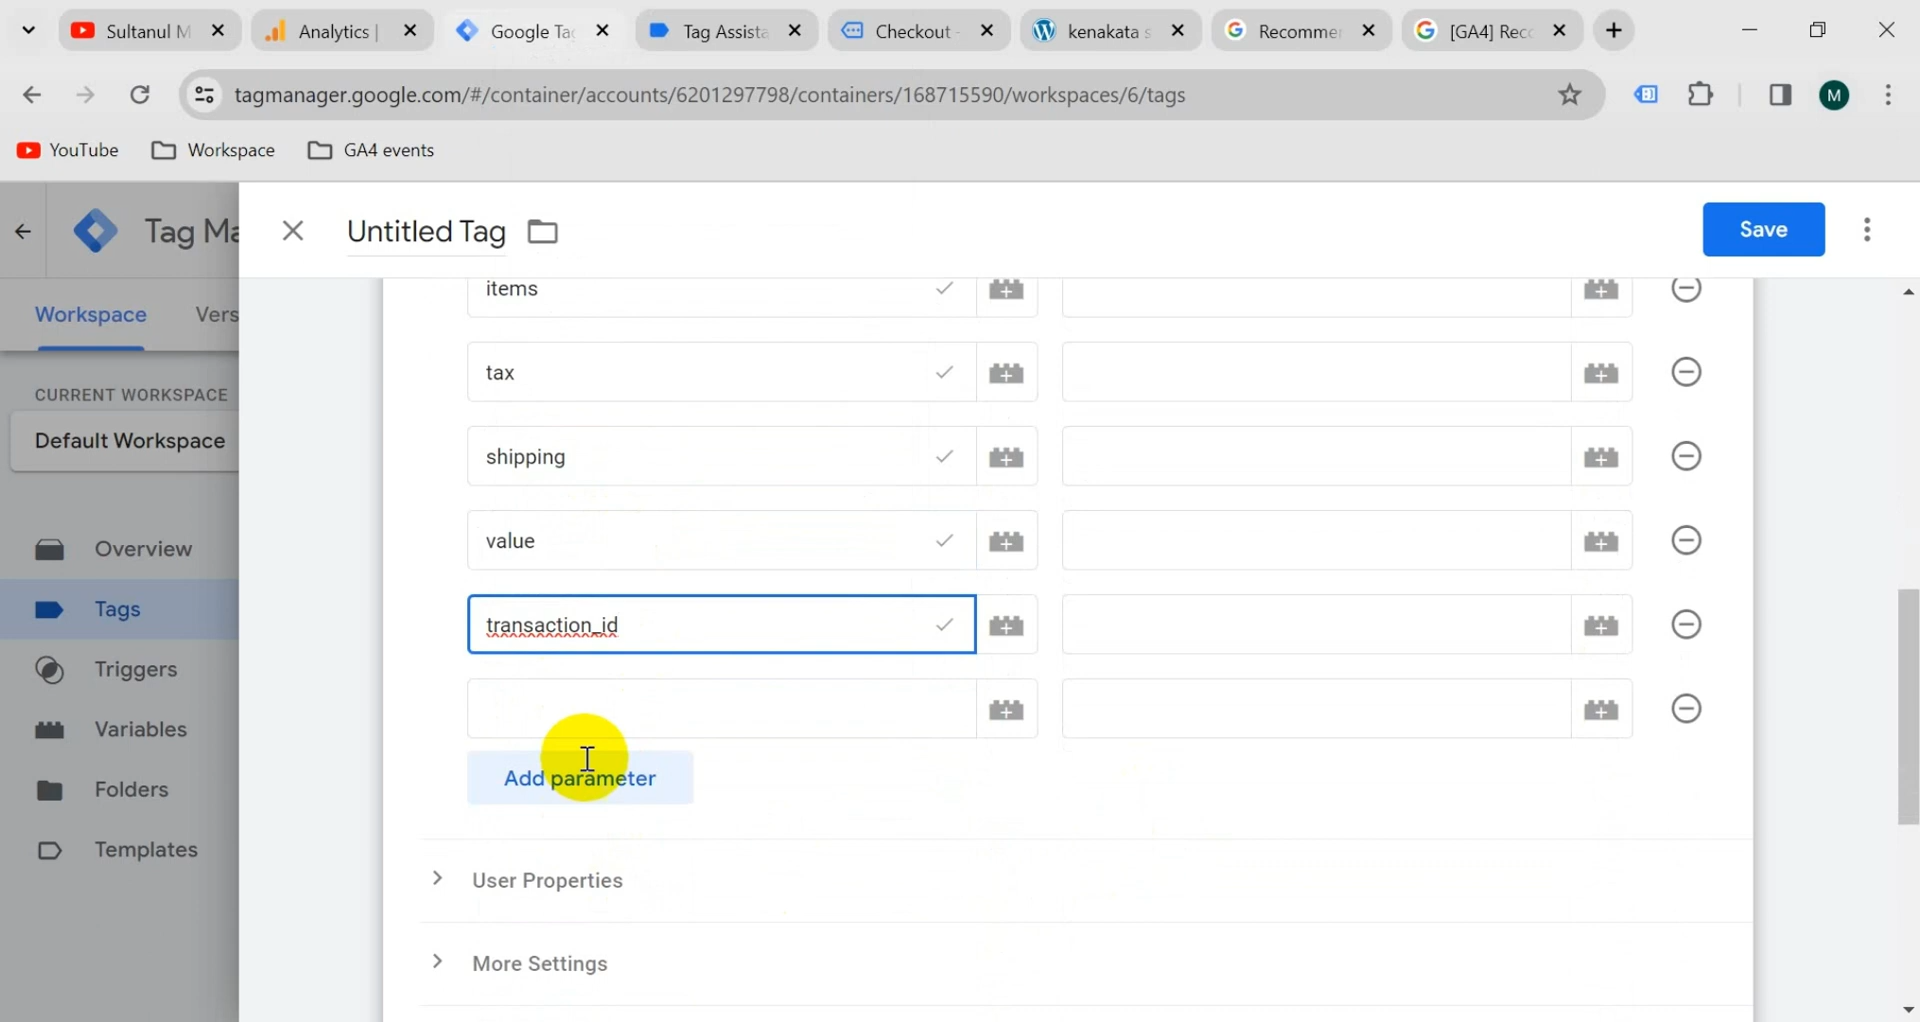 Sultanul M
Analytics |
Google Ta
Tag Assista
Checkout -
kenakata s
Recomme
[GA4] Rec
tagmanager.google.com/#/container/accounts/6201297798/containers/168715590/workspaces/6/tags
M
YouTube
Workspace
GA4 events
Tag Ma
Untitled Tag
Save
Workspace
Vers
items
tax
CURRENT WORKSPACE
Default Workspace
shipping
value
Overview
Tags
transaction_id
Triggers
Variables
Add parameter
Folders
Templates
User Properties
More Settings